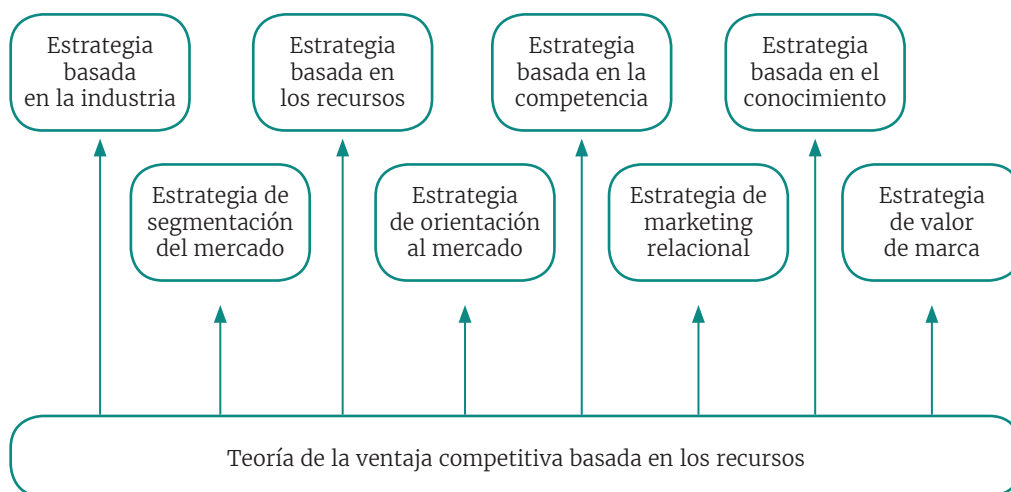 Estrategia
basada
en la industria
Estrategia
basada en
los recursos
Estrategia
basada en la
competencia
Estrategia
basada en el
conocimiento
Estrategia de
segmentación
del mercado
Estrategia
de orientación
al mercado
Estrategia de
marketing
relacional
Estrategia
de valor
de marca
Teoría de la ventaja competitiva basada en los recursos